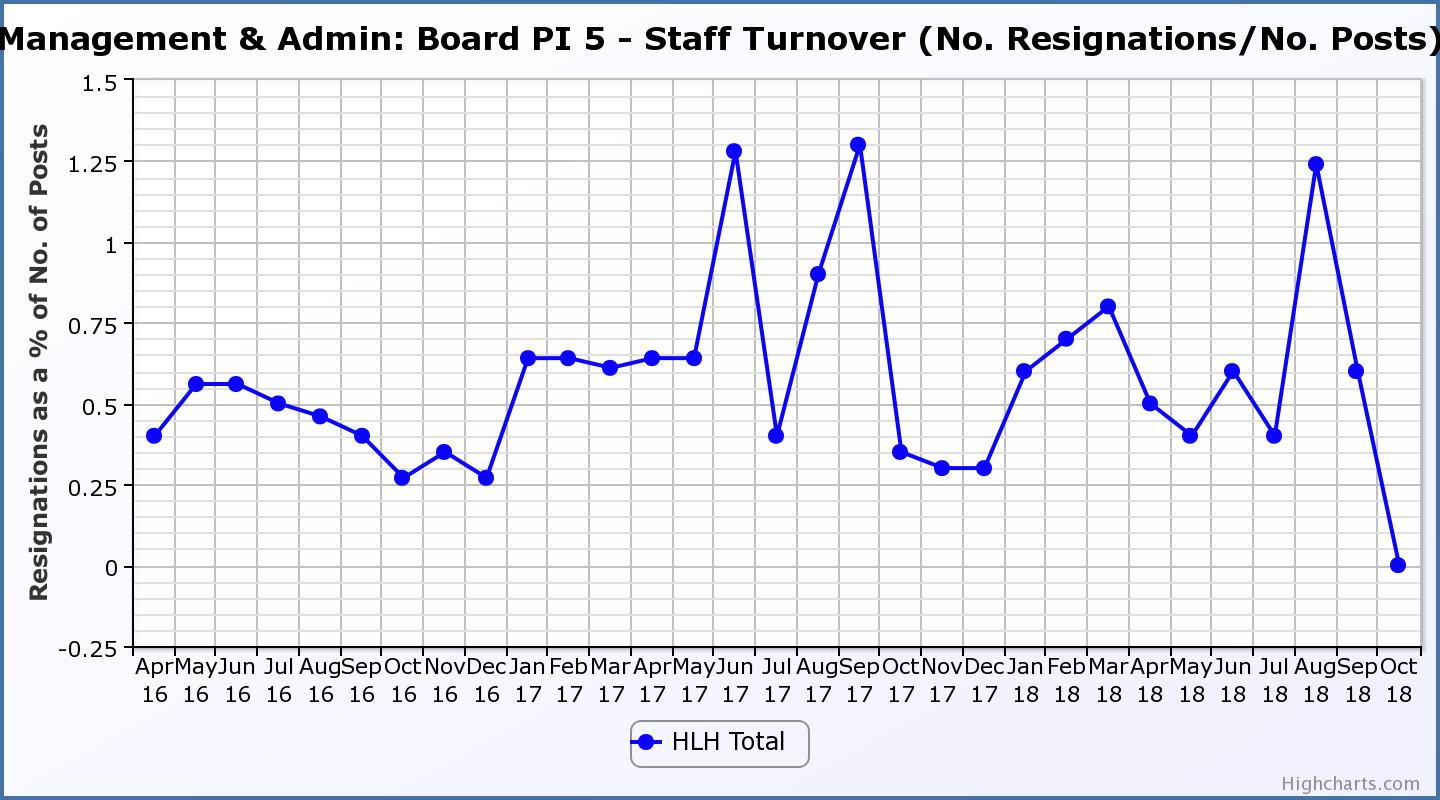 Management & Admin: Board PI 5 - Staff Turnover (No. Resignations/No. Posts)
Resignations as a % of No. of Posts
1.5
1.25
1
0.75
0.5
0.25
0
-0.25
Apr May Jun Jul Aug Sep Oct Nov Dec Jan Feb Mar Apr May Jun Jul Aug Sep Oct Nov Dec Jan Feb Mar Apr May Jun Jul Aug Sep Oct
16 16 16 16 16 16 16 16 16 17 17 17 17 17 17 17 17 17 17 17 17 18 18 18 18 18 18 18 18 18 18
HLH Total
Highcharts.com